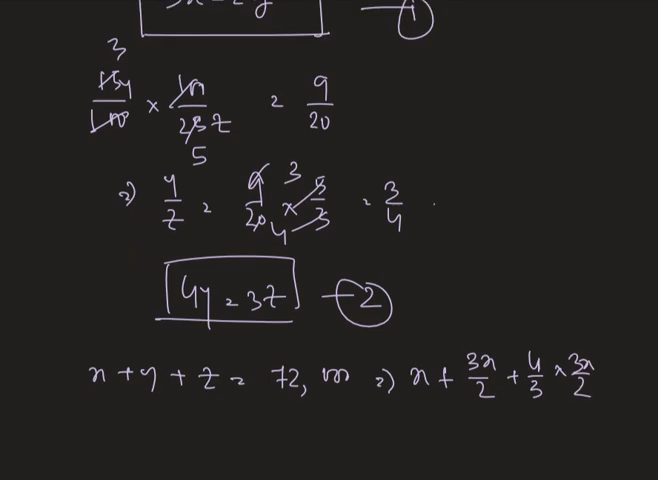 3x = 2y — ①
3
15y/100 × 100/25z = 9/20
5
⇒ y/z = 9/20 × 5/3 = 3/4
3
4
4y = 3z — ②
x + y + z = 72,000 ⇒ x + 3x/2 + 4/3 × 3x/2